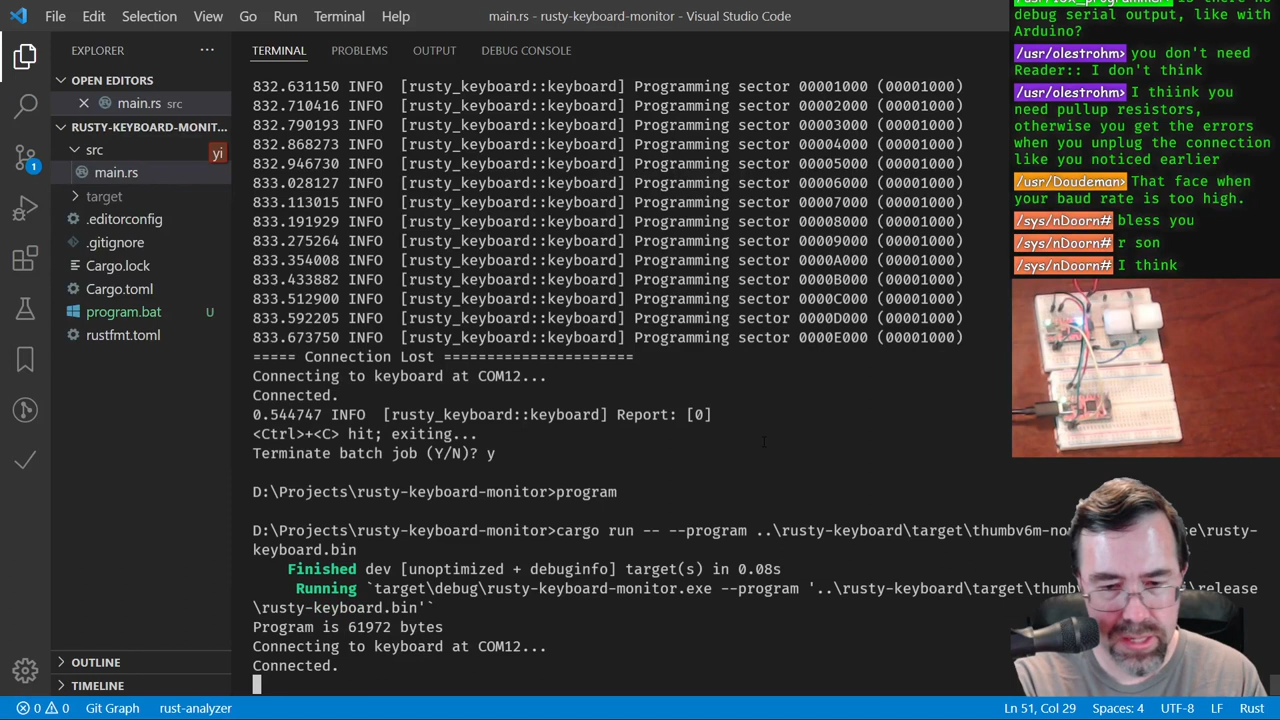 File Edit Selection View Go Run Terminal Help
main.rs - rusty-keyboard-monitor - Visual Studio Code
EXPLORER
OPEN EDITORS
main.rs src
RUSTY-KEYBOARD-MONIT...
src
yi
main.rs
target
.editorconfig
.gitignore
Cargo.lock
Cargo.toml
program.bat U
rustfmt.toml
OUTLINE
TIMELINE
1
TERMINAL PROBLEMS OUTPUT DEBUG CONSOLE
832.631150 INFO [rusty_keyboard::keyboard] Programming sector 00001000 (00001000)
832.710416 INFO [rusty_keyboard::keyboard] Programming sector 00002000 (00001000)
832.790193 INFO [rusty_keyboard::keyboard] Programming sector 00003000 (00001000)
832.868273 INFO [rusty_keyboard::keyboard] Programming sector 00004000 (00001000)
832.946730 INFO [rusty_keyboard::keyboard] Programming sector 00005000 (00001000)
833.028127 INFO [rusty_keyboard::keyboard] Programming sector 00006000 (00001000)
833.113015 INFO [rusty_keyboard::keyboard] Programming sector 00007000 (00001000)
833.191929 INFO [rusty_keyboard::keyboard] Programming sector 00008000 (00001000)
833.275264 INFO [rusty_keyboard::keyboard] Programming sector 00009000 (00001000)
833.354008 INFO [rusty_keyboard::keyboard] Programming sector 0000A000 (00001000)
833.433358 INFO [rusty_keyboard::keyboard] Programming sector 0000B000 (00001000)
833.512900 INFO [rusty_keyboard::keyboard] Programming sector 0000C000 (00001000)
833.592205 INFO [rusty_keyboard::keyboard] Programming sector 0000D000 (00001000)
833.673750 INFO [rusty_keyboard::keyboard] Programming sector 0000E000 (00001000)
===== Connection Lost ======================
Connecting to keyboard at COM12...
Connected.
0.544747 INFO [rusty_keyboard::keyboard] Report: [0]
<Ctrl>+<C> hit; exiting...
Terminate batch job (Y/N)? y
D:\Projects\rusty-keyboard-monitor>program
D:\Projects\rusty-keyboard-monitor>cargo run -- --program ..\rusty-keyboard\target\thumbv6m-no se\rusty-
keyboard.bin
Finished dev [unoptimized + debuginfo] target(s) in 0.08s
Running `target\debug\rusty-keyboard-monitor.exe --program '..\rusty-keyboard\target\thumb i\release
\rusty-keyboard.bin'`
Program is 61972 bytes
Connecting to keyboard at COM12...
Connected.
debug serial output, like with
Arduino?
/usr/olestrohm> you don't need
Reader:: I don't think
/usr/olestrohm> I thiink you
need pullup resistors,
otherwise you get the errors
when you unplug the connection
like you noticed earlier
/usr/Doudeman> That face when
your baud rate is too high.
/sys/nDoorn# bless you
/sys/nDoorn# r son
/sys/nDoorn# I think
0 0 Git Graph rust-analyzer
Ln 51, Col 29 Spaces: 4 UTF-8 LF Rust